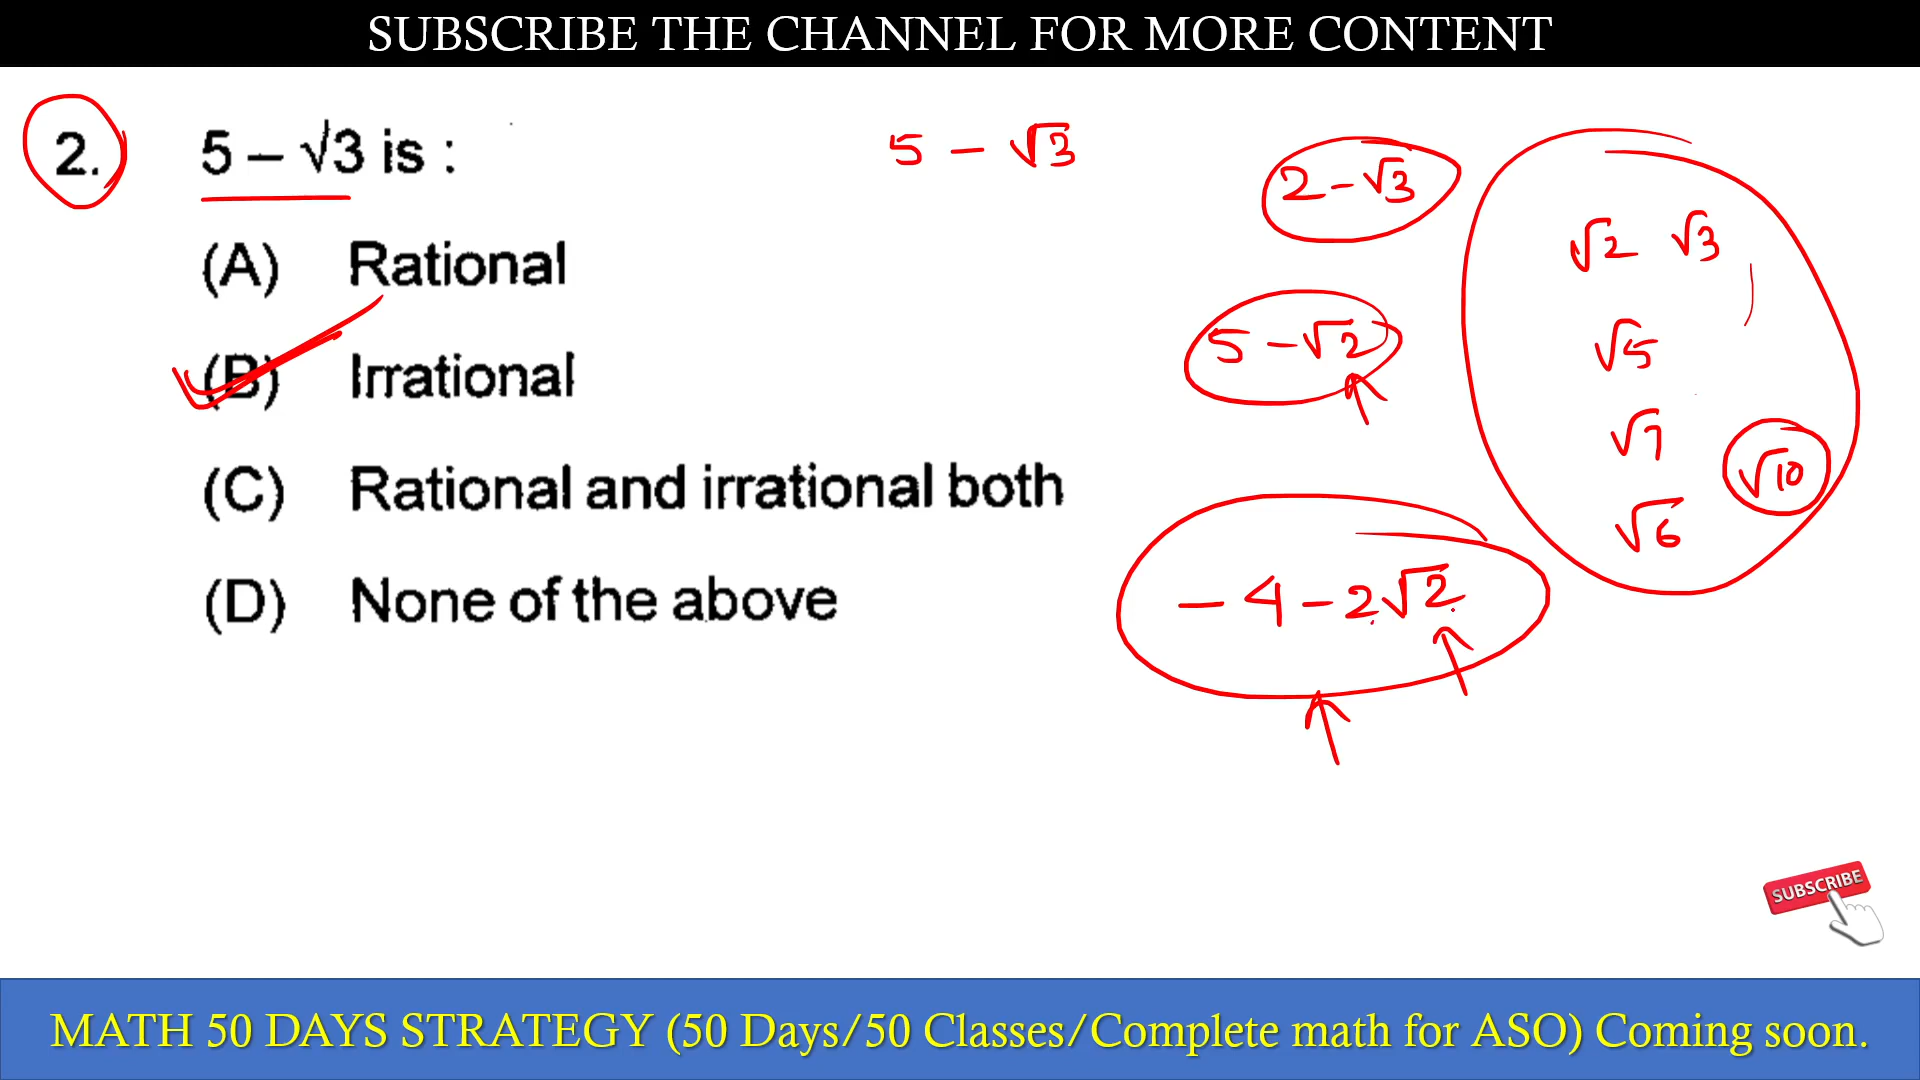 SUBSCRIBE THE CHANNEL FOR MORE CONTENT
2. 5 – √3 is :
(A) Rational
(B) Irrational
(C) Rational and irrational both
(D) None of the above
5 - √3
2 - √3
5 - √2
- 4 - 2√2
√2 √3
√5
√7
√10
√6
SUBSCRIBE
MATH 50 DAYS STRATEGY (50 Days/50 Classes/Complete math for ASO) Coming soon.